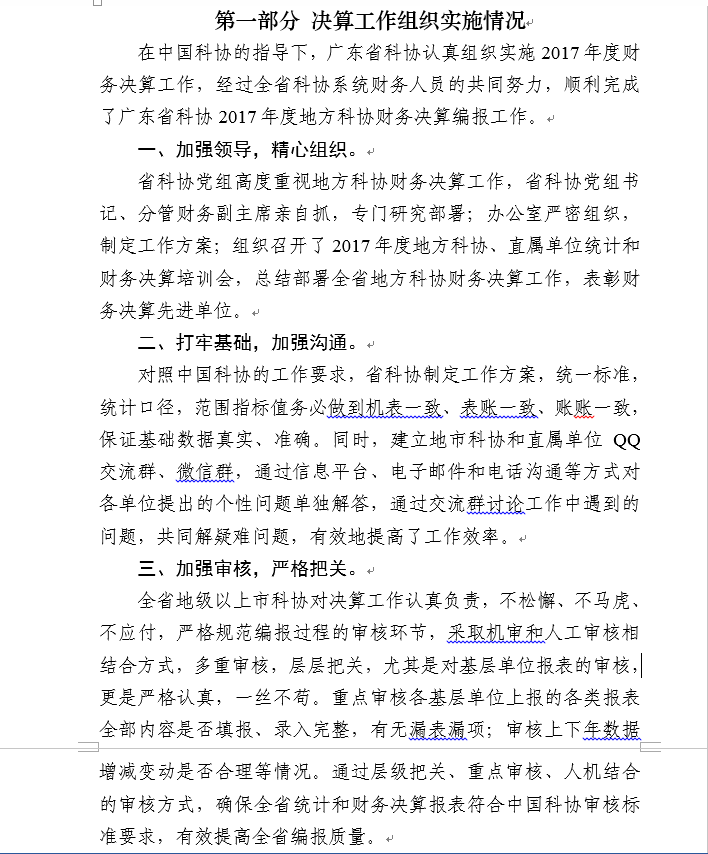 第一部分 决算工作组织实施情况
在中国科协的指导下，广东省科协认真组织实施 2017 年度财
务决算工作，经过全省科协系统财务人员的共同努力，顺利完成
了广东省科协 2017 年度地方科协财务决算编报工作。
一、加强领导，精心组织。
省科协党组高度重视地方科协财务决算工作，省科协党组书
记、分管财务副主席亲自抓，专门研究部署；办公室严密组织，
制定工作方案；组织召开了 2017 年度地方科协、直属单位统计和
财务决算培训会，总结部署全省地方科协财务决算工作，表彰财
务决算先进单位。
二、打牢基础，加强沟通。
对照中国科协的工作要求，省科协制定工作方案，统一标准，
统计口径，范围指标值务必做到机表一致、表账一致、账账一致，
保证基础数据真实、准确。同时，建立地市科协和直属单位 QQ
交流群、微信群，通过信息平台、电子邮件和电话沟通等方式对
各单位提出的个性问题单独解答，通过交流群讨论工作中遇到的
问题，共同解疑难问题，有效地提高了工作效率。
三、加强审核，严格把关。
全省地级以上市科协对决算工作认真负责，不松懈、不马虎、
不应付，严格规范编报过程的审核环节，采取机审和人工审核相
结合方式，多重审核，层层把关，尤其是对基层单位报表的审核，
更是严格认真，一丝不苟。重点审核各基层单位上报的各类报表
全部内容是否填报、录入完整，有无漏表漏项；审核上下年数据
增减变动是否合理等情况。通过层级把关、重点审核、人机结合
的审核方式，确保全省统计和财务决算报表符合中国科协审核标
准要求，有效提高全省编报质量。